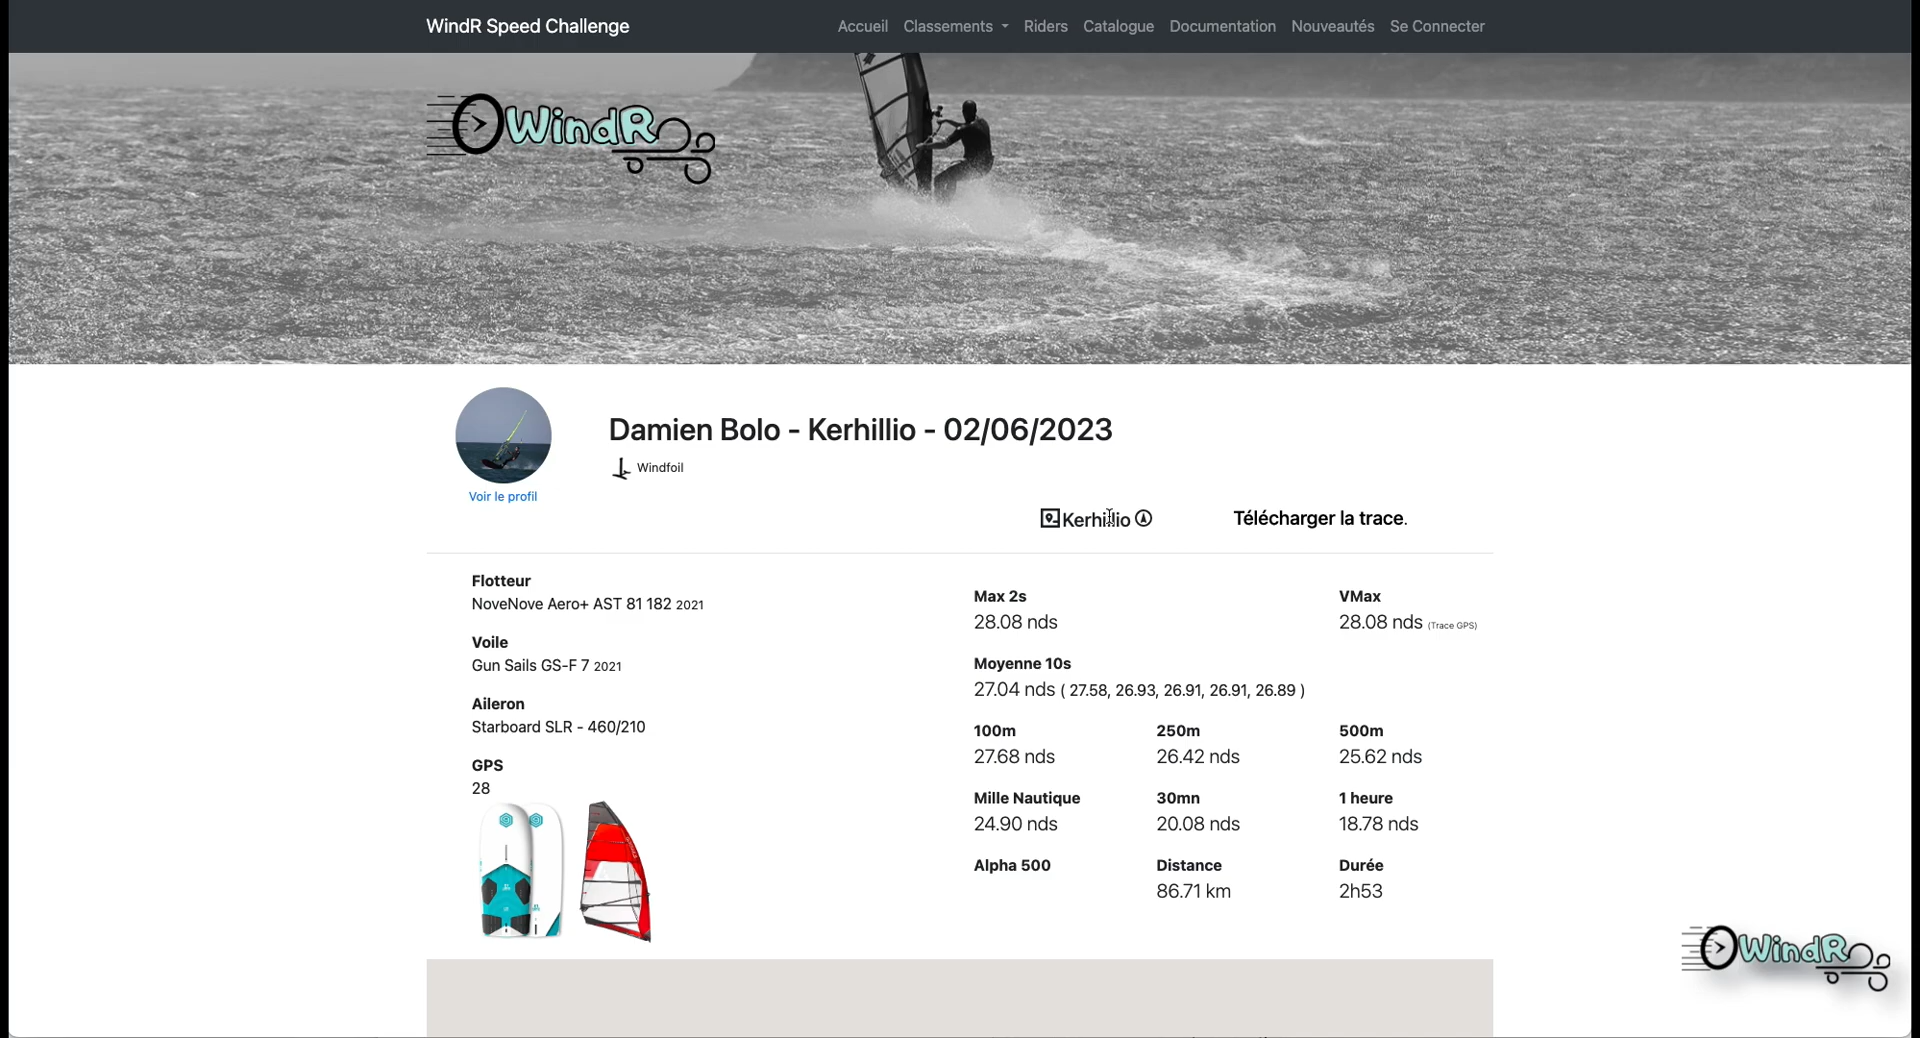 WindR Speed Challenge
Accueil Classements Riders Catalogue Documentation Nouveautés Se Connecter
WindR
Damien Bolo - Kerhillio - 02/06/2023
Windfoil
Voir le profil
Kerhillio
Télécharger la trace.
Flotteur
NoveNove Aero+ AST 81 182 2021
Voile
Gun Sails GS-F 7 2021
Aileron
Starboard SLR - 460/210
GPS
28
Max 2s
VMax
28.08 nds
28.08 nds (Trace GPS)
Moyenne 10s
27.04 nds ( 27.58, 26.93, 26.91, 26.91, 26.89 )
100m 250m 500m
27.68 nds 26.42 nds 25.62 nds
Mille Nautique 30mn 1 heure
24.90 nds 20.08 nds 18.78 nds
Alpha 500 Distance Durée
86.71 km 2h53
WindR